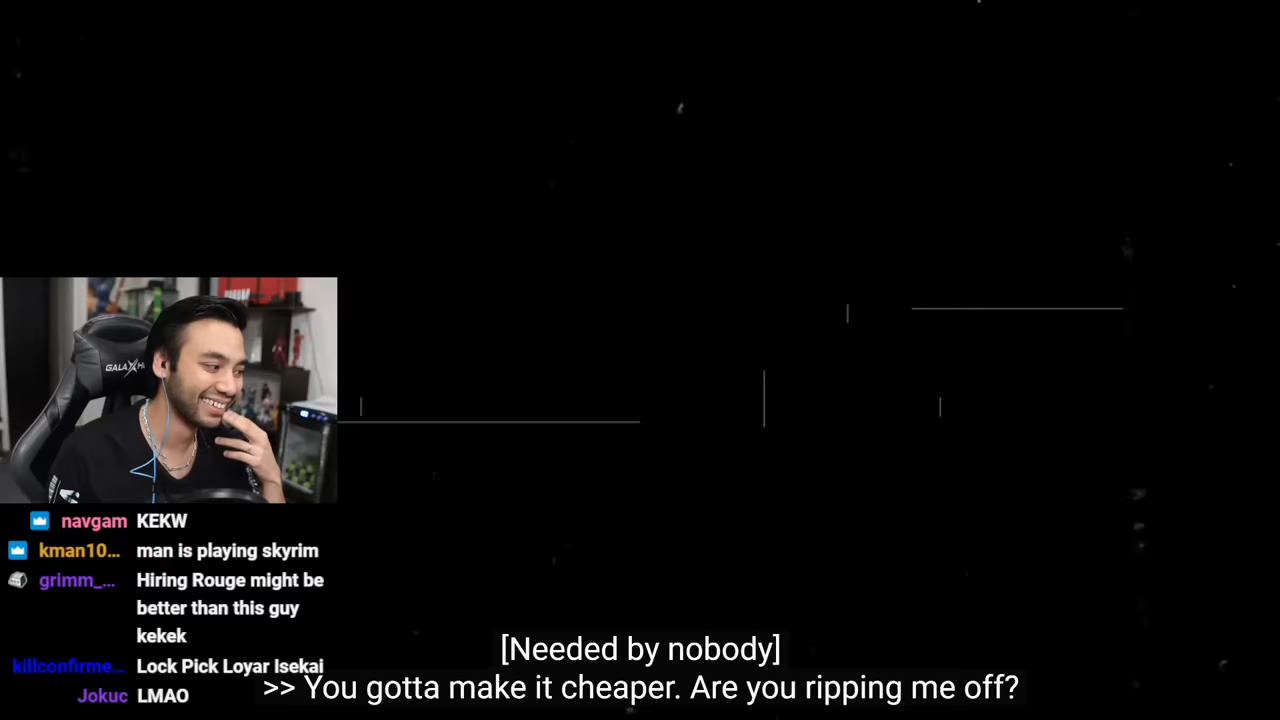 GALAX
navgam KEKW
kman10... man is playing skyrim
grimm_... Hiring Rouge might be
better than this guy
kekek
killconfirme... Lock Pick Loyar Isekai
Jokuc LMAO
[Needed by nobody]
>> You gotta make it cheaper. Are you ripping me off?